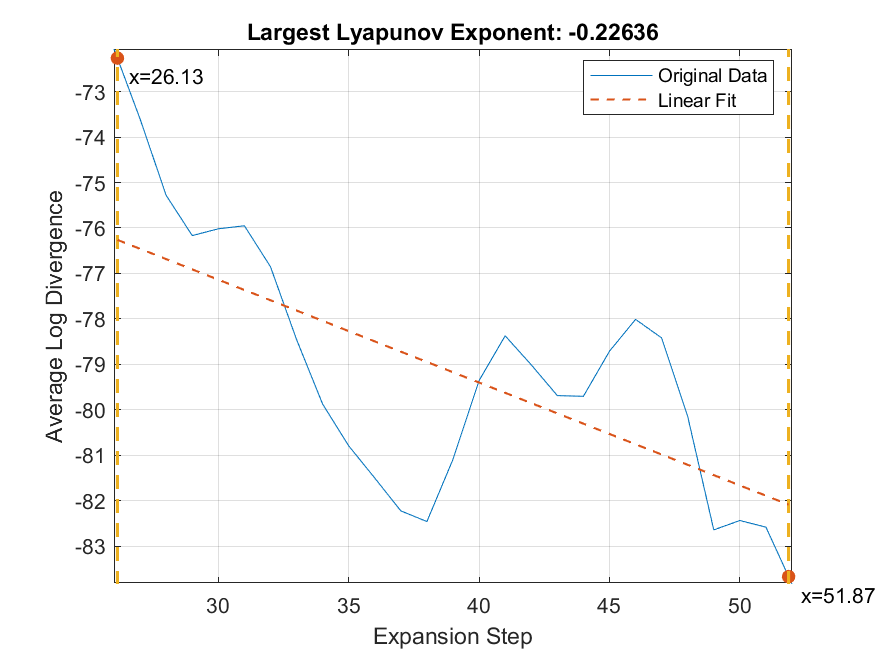 Largest Lyapunov Exponent: -0.22636
x=26.13
Original Data
Linear Fit
-73
-74
-75
-76
-77
-78
-79
-80
-81
-82
-83
Average Log Divergence
x=51.87
30
35
40
45
50
Expansion Step